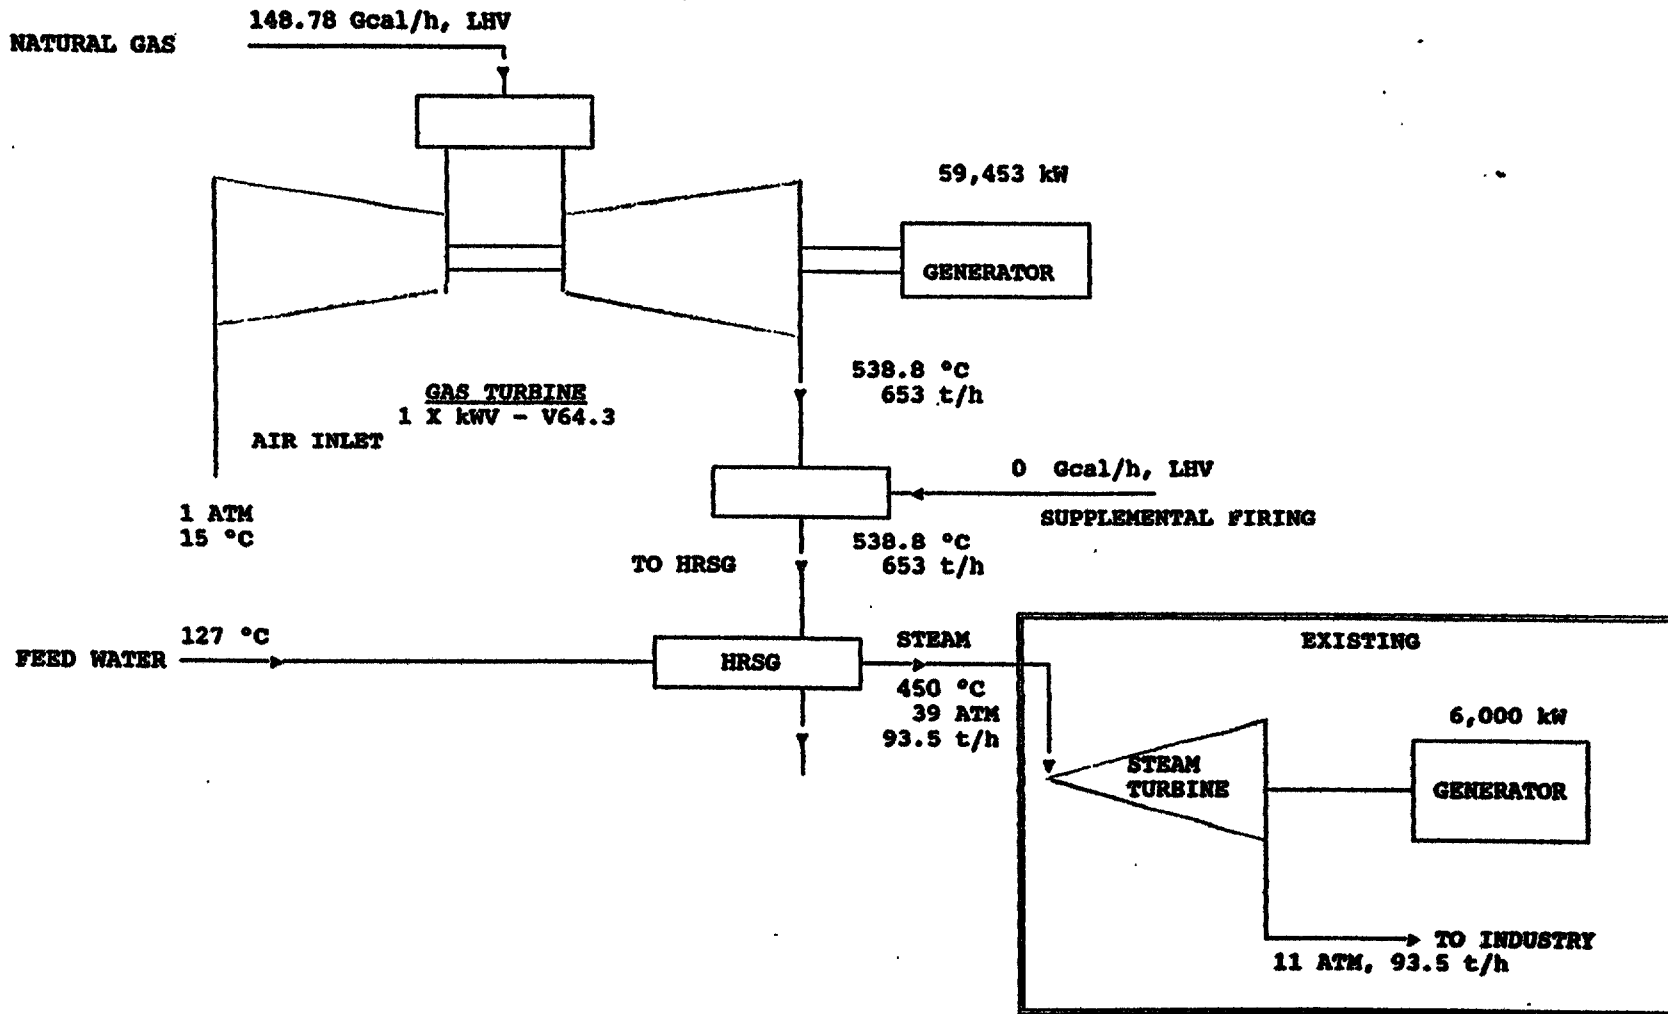 148.78 Gcal/h, LHV
NATURAL GAS
59,453 kW
GENERATOR
538.8 °C
653 t/h
GAS TURBINE
1 X kWV - V64.3
AIR INLET
0 Gcal/h, LHV
1 ATM
15 °C
SUPPLEMENTAL FIRING
538.8 °C
653 t/h
TO HRSG
127 °C
FEED WATER
HRSG
STEAM
450 °C
39 ATM
93.5 t/h
EXISTING
6,000 kW
STEAM
TURBINE
GENERATOR
TO INDUSTRY
11 ATM, 93.5 t/h